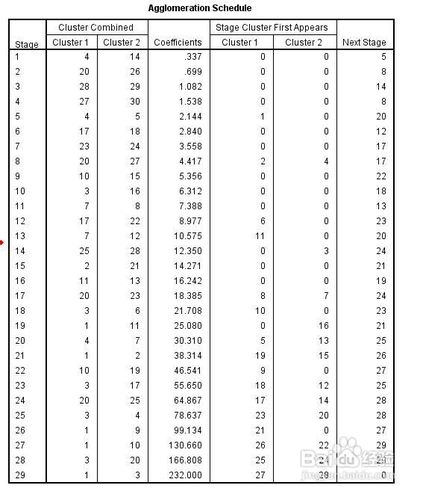 Agglomeration Schedule
Cluster Combined Stage Cluster First Appears
Stage Cluster 1 Cluster 2 Coefficients Cluster 1 Cluster 2 Next Stage
1 4 14 .337 0 0 5
2 20 26 .699 0 0 8
3 28 29 1.082 0 0 14
4 27 30 1.538 0 0 8
5 4 5 2.144 1 0 20
6 17 18 2.840 0 0 12
7 23 24 3.558 0 0 17
8 20 27 4.417 2 4 17
9 10 15 5.356 0 0 22
10 3 16 6.312 0 0 18
11 7 8 7.388 0 0 13
12 17 22 8.977 6 0 23
13 7 12 10.575 11 0 20
14 25 28 12.350 0 3 24
15 2 21 14.271 0 0 21
16 11 13 16.242 0 0 19
17 20 23 18.385 8 7 24
18 3 6 21.708 10 0 23
19 1 11 25.080 0 16 21
20 4 7 30.310 5 13 25
21 1 2 38.314 19 15 26
22 10 19 46.541 9 0 27
23 3 17 55.650 18 12 25
24 20 25 64.867 17 14 28
25 3 4 78.637 23 20 28
26 1 9 99.134 21 0 27
27 1 10 130.660 26 22 29
28 3 20 166.808 25 24
29 1 3 232.000 27 28 0
Baidu 经验